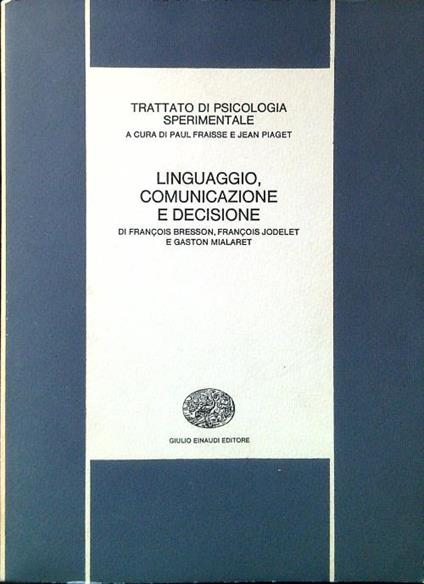 TRATTATO DI PSICOLOGIA
SPERIMENTALE
A CURA DI PAUL FRAISSE E JEAN PIAGET
LINGUAGGIO,
COMUNICAZIONE
E DECISIONE
DI FRANÇOIS BRESSON, FRANÇOIS JODELET
E GASTON MIALARET
GIULIO EINAUDI EDITORE